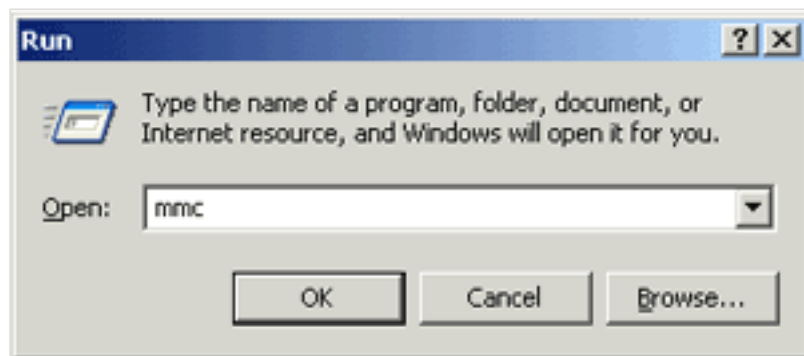 Run
Type the name of a program, folder, document, or
Internet resource, and Windows will open it for you.
Open: mmc
OK Cancel Browse...